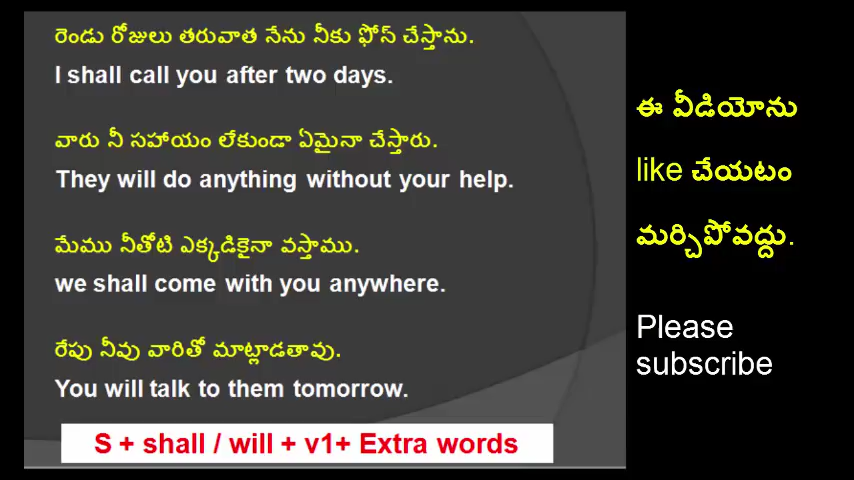 రెండు రోజులు తరువాత నేను నీకు ఫోన్ చేస్తాను.
I shall call you after two days.
వారు నీ సహాయం లేకుండా ఏమైనా చేస్తారు.
They will do anything without your help.
మేము నీతోటి ఎక్కడికైనా వస్తాము.
we shall come with you anywhere.
రేపు నీవు వారితో మాట్లాడతావు.
You will talk to them tomorrow.
S + shall / will + v1+ Extra words
ఈ వీడియోను
like చేయటం
మర్చిపోవద్దు.
Please
subscribe